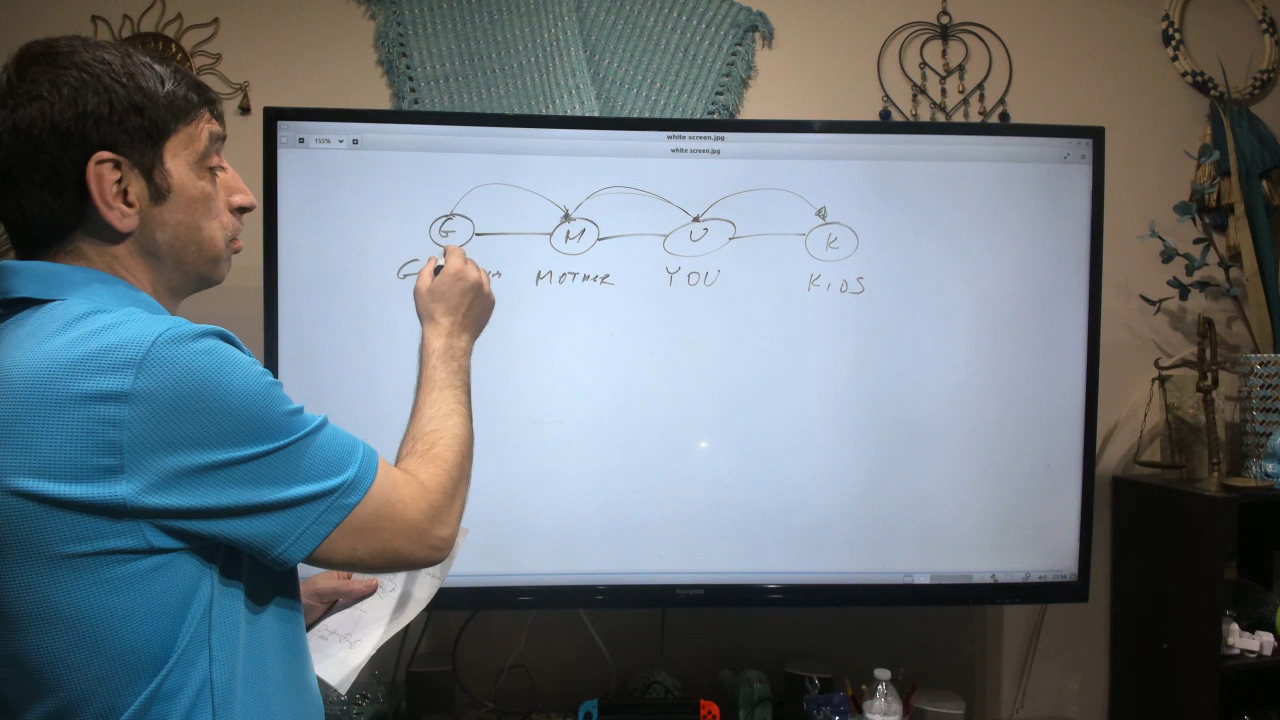 white screen.jpg
155% white screen.jpg
G M U K
MOTHER YOU KIDS